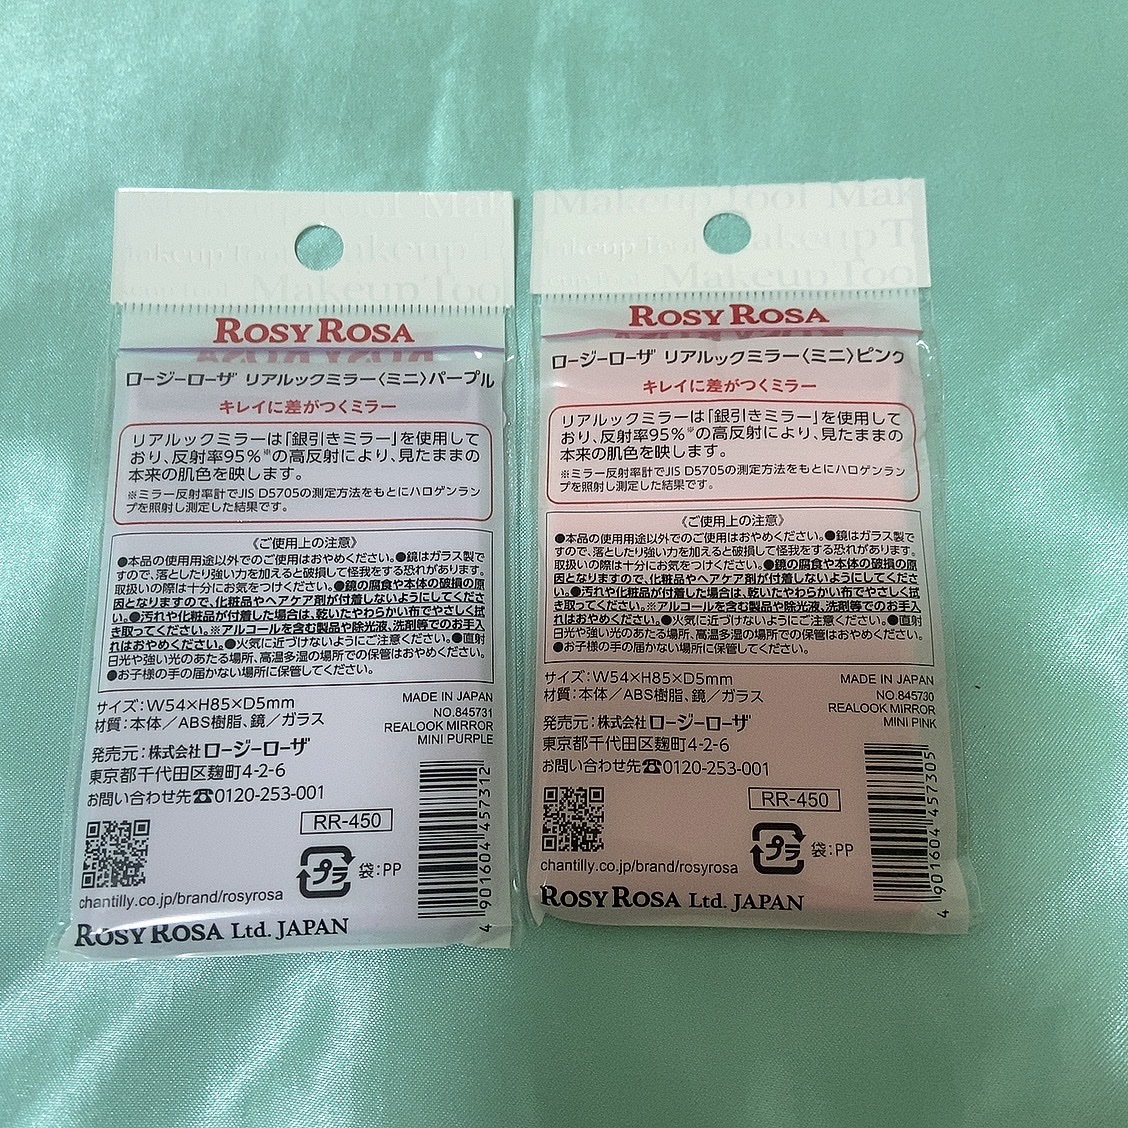 Makeup Tool Mak
Makeup Tool
Makeup Tool
ROSY ROSA
ロージーローザ リアルックミラー〈ミニ〉パープル
キレイに差がつくミラー
リアルックミラーは「銀引きミラー」を使用して
おり、反射率95%※の高反射により、見たままの
本来の肌色を映します。
※ミラー反射率計でJIS D5705の測定方法をもとにハロゲンラン
プを照射し測定した結果です。
《ご使用上の注意》
●本品の使用用途以外でのご使用はおやめください。●鏡はガラス製で
すので、落としたり強い力を加えると破損して怪我をする恐れがあります。
取扱いの際は十分にお気をつけください。●鏡の腐食や本体の破損の原
因となりますので、化粧品やヘアケア剤が付着しないようにしてくださ
い。●汚れや化粧品が付着した場合は、乾いたやわらかい布でやさしく拭
き取ってください。※アルコールを含む製品や除光液、洗剤等でのお手入
れはおやめください。●火気に近づけないようにご注意ください。●直射
日光や強い光のあたる場所、高温多湿の場所での保管はおやめください。
●お子様の手の届かない場所に保管してください。
サイズ:W54×H85×D5mm
材質:本体/ABS樹脂、鏡/ガラス
MADE IN JAPAN
NO.845731
REALOOK MIRROR
MINI PURPLE
発売元:株式会社ロージーローザ
東京都千代田区麹町4-2-6
お問い合わせ先☎0120-253-001
RR-450
プラ 袋:PP
chantilly.co.jp/brand/rosyrosa
ROSY ROSA Ltd. JAPAN
4 901604 457312
Makeup Tool Mak
Makeup Tool Makeup T
Makeup Too
ROSY ROSA
ロージーローザ リアルックミラー〈ミニ〉ピンク
キレイに差がつくミラー
リアルックミラーは「銀引きミラー」を使用して
おり、反射率95%※の高反射により、見たままの
本来の肌色を映します。
※ミラー反射率計でJIS D5705の測定方法をもとにハロゲンラン
プを照射し測定した結果です。
《ご使用上の注意》
●本品の使用用途以外でのご使用はおやめください。●鏡はガラス製で
すので、落としたり強い力を加えると破損して怪我をする恐れがあります。
取扱いの際は十分にお気をつけください。●鏡の腐食や本体の破損の原
因となりますので、化粧品やヘアケア剤が付着しないようにしてくださ
い。●汚れや化粧品が付着した場合は、乾いたやわらかい布でやさしく拭
き取ってください。※アルコールを含む製品や除光液、洗剤等でのお手入
れはおやめください。●火気に近づけないようにご注意ください。●直射
日光や強い光のあたる場所、高温多湿の場所での保管はおやめください。
●お子様の手の届かない場所に保管してください。
サイズ:W54×H85×D5mm
材質:本体/ABS樹脂、鏡/ガラス
MADE IN JAPAN
NO.845730
REALOOK MIRROR
MINI PINK
発売元:株式会社ロージーローザ
東京都千代田区麹町4-2-6
お問い合わせ先☎0120-253-001
RR-450
プラ 袋:PP
chantilly.co.jp/brand/rosyrosa
ROSY ROSA Ltd. JAPAN
4 901604 457305